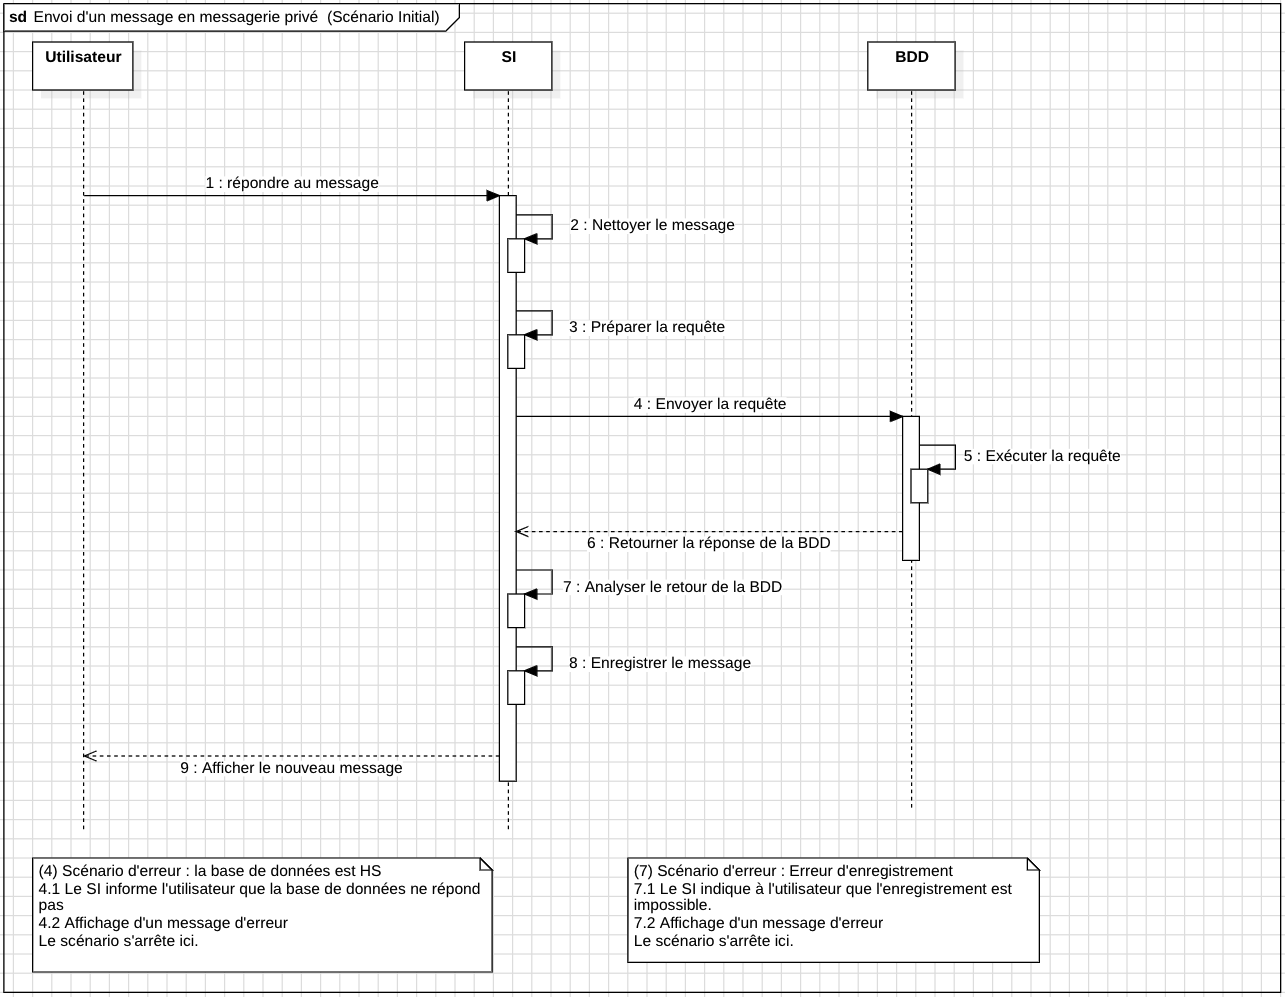 sd Envoi d'un message en messagerie privé (Scénario Initial)
Utilisateur
SI
BDD
1 : répondre au message
2 : Nettoyer le message
3 : Préparer la requête
4 : Envoyer la requête
5 : Exécuter la requête
6 : Retourner la réponse de la BDD
7 : Analyser le retour de la BDD
8 : Enregistrer le message
9 : Afficher le nouveau message
(4) Scénario d'erreur : la base de données est HS
4.1 Le SI informe l'utilisateur que la base de données ne répond
pas
4.2 Affichage d'un message d'erreur
Le scénario s'arrête ici.
(7) Scénario d'erreur : Erreur d'enregistrement
7.1 Le SI indique à l'utilisateur que l'enregistrement est
impossible.
7.2 Affichage d'un message d'erreur
Le scénario s'arrête ici.